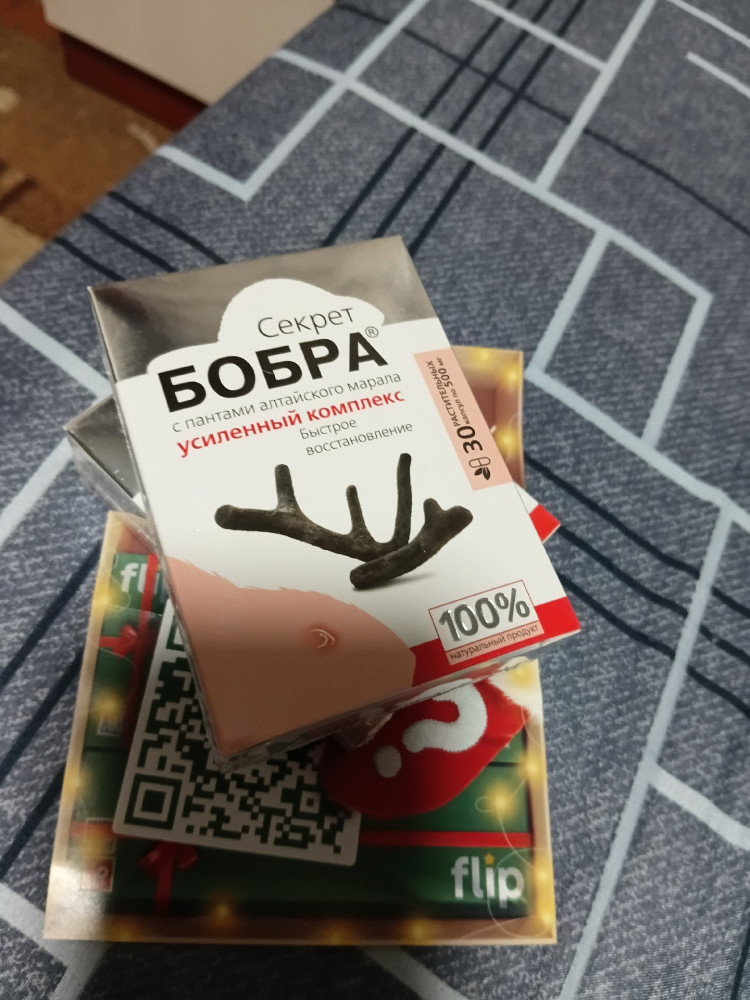 Секрет
БОБРА®
с пантами алтайского марала
усиленный комплекс
Быстрое
восстановление
30 РАСТИТЕЛЬНЫХ
капсул по 500 мг
100%
натуральный продукт
fl
?
flip